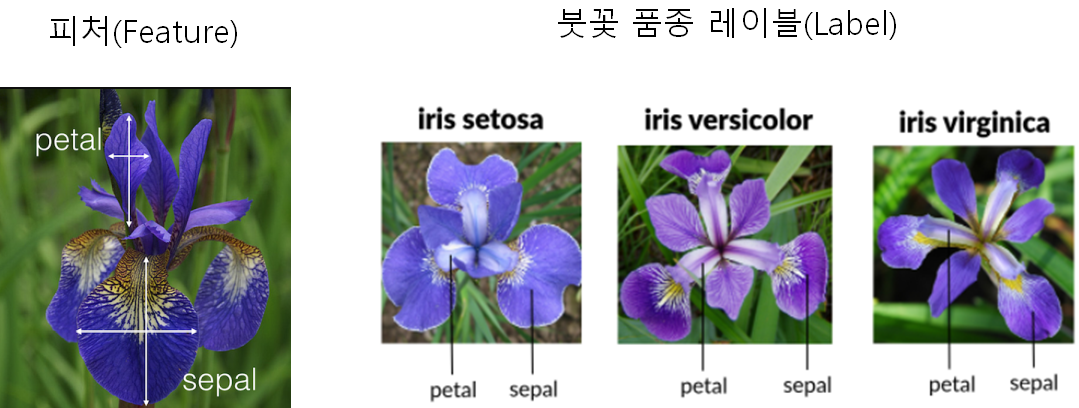 피처(Feature)
붓꽃 품종 레이블(Label)
petal
sepal
iris setosa
iris versicolor
iris virginica
petal sepal
petal sepal
petal sepal